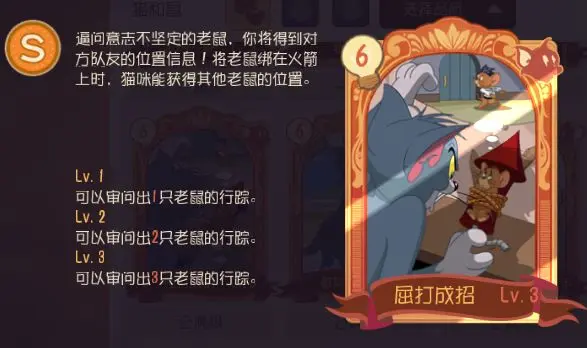 猫和鼠
S
逼问意志不坚定的老鼠，你将得到对
方队友的位置信息！将老鼠绑在火箭
上时，猫咪能获得其他老鼠的位置。
Lv.1
可以审问出1只老鼠的行踪。
Lv.2
可以审问出2只老鼠的行踪。
Lv.3
可以审问出3只老鼠的行踪。
6
屈打成招 Lv.3